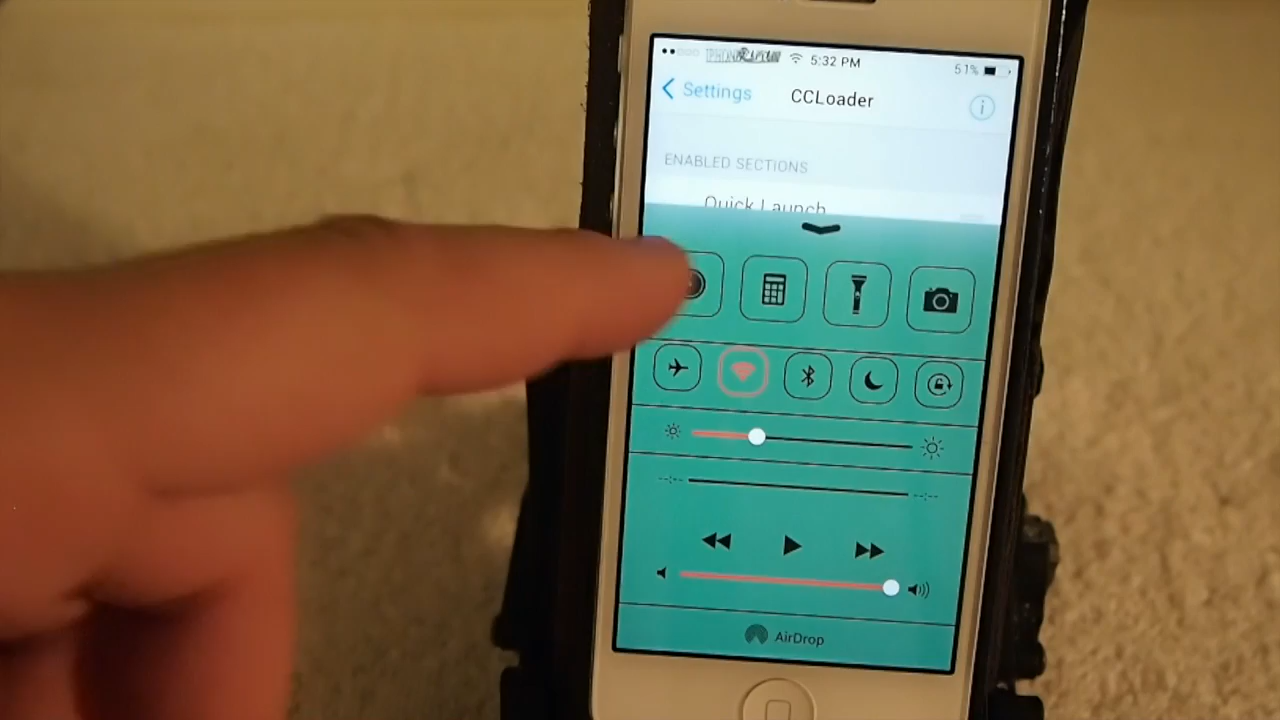 5:32 PM 51%
Settings CCLoader
ENABLED SECTIONS
Quick Launch
AirDrop